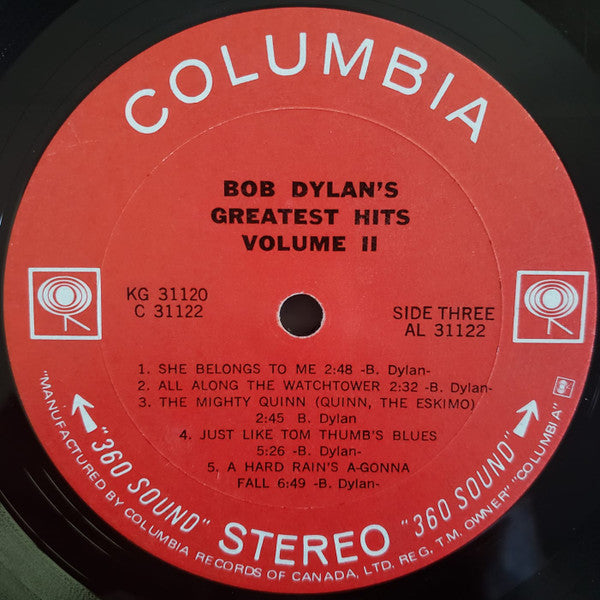 COLUMBIA
BOB DYLAN'S
GREATEST HITS
VOLUME II
KG 31120
C 31122
SIDE THREE
AL 31122
1. SHE BELONGS TO ME 2:48 -B. Dylan-
2. ALL ALONG THE WATCHTOWER 2:32 -B. Dylan-
3. THE MIGHTY QUINN (QUINN, THE ESKIMO)
2:45 B. Dylan
4. JUST LIKE TOM THUMB'S BLUES
5:26 -B. Dylan-
5. A HARD RAIN'S A-GONNA
FALL 6:49 -B. Dylan-
"360 SOUND" STEREO "360 SOUND"
"MANUFACTURED BY COLUMBIA RECORDS OF CANADA, LTD. REG. T.M. OWNER" "COLUMBIA"